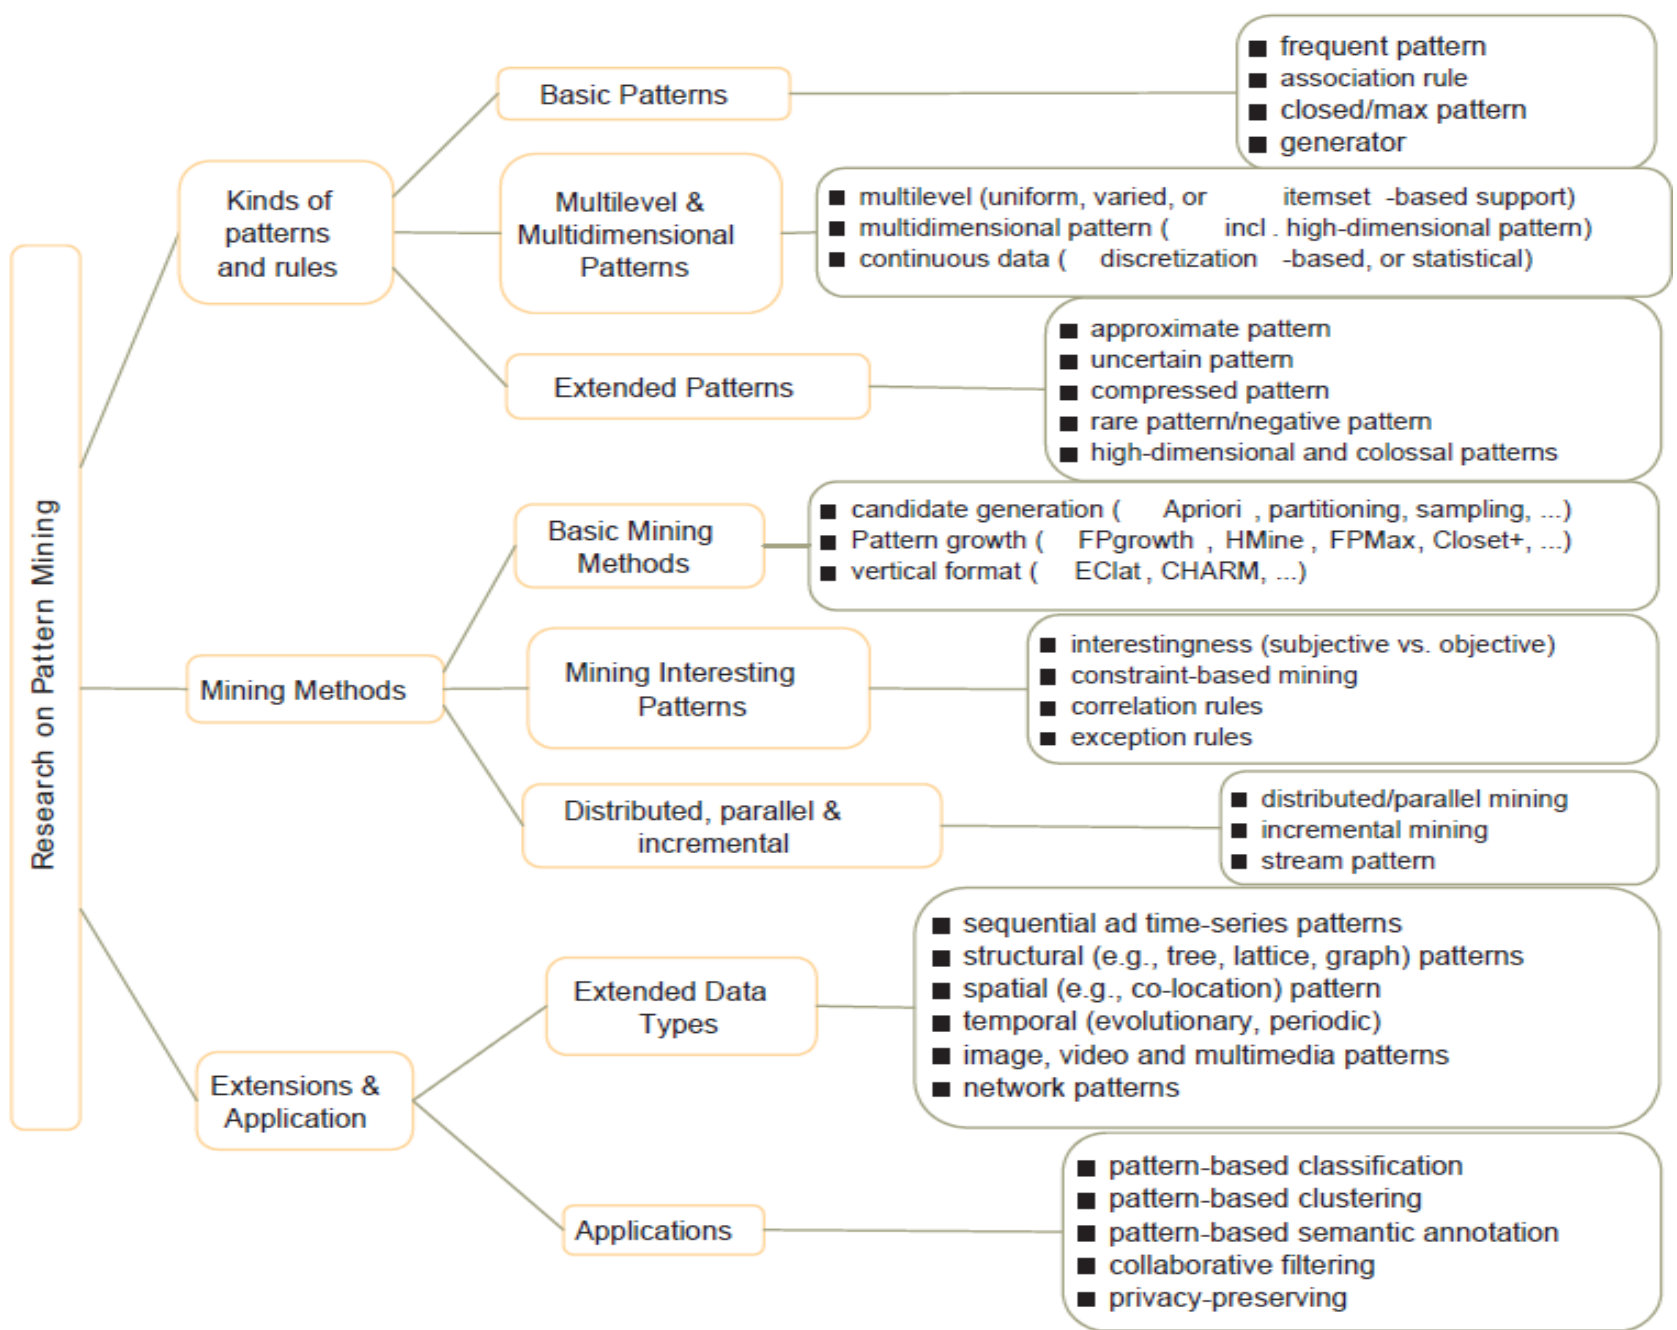 Research on Pattern Mining
Kinds of
patterns
and rules
Basic Patterns
■ frequent pattern
■ association rule
■ closed/max pattern
■ generator
Multilevel &
Multidimensional
Patterns
■ multilevel (uniform, varied, or itemset -based support)
■ multidimensional pattern ( incl . high-dimensional pattern)
■ continuous data ( discretization -based, or statistical)
Extended Patterns
■ approximate pattern
■ uncertain pattern
■ compressed pattern
■ rare pattern/negative pattern
■ high-dimensional and colossal patterns
Mining Methods
Basic Mining
Methods
■ candidate generation ( Apriori , partitioning, sampling, ...)
■ Pattern growth ( FPgrowth , HMine , FPMax, Closet+, ...)
■ vertical format ( EClat , CHARM, ...)
Mining Interesting
Patterns
■ interestingness (subjective vs. objective)
■ constraint-based mining
■ correlation rules
■ exception rules
Distributed, parallel &
incremental
■ distributed/parallel mining
■ incremental mining
■ stream pattern
Extensions &
Application
Extended Data
Types
■ sequential ad time-series patterns
■ structural (e.g., tree, lattice, graph) patterns
■ spatial (e.g., co-location) pattern
■ temporal (evolutionary, periodic)
■ image, video and multimedia patterns
■ network patterns
Applications
■ pattern-based classification
■ pattern-based clustering
■ pattern-based semantic annotation
■ collaborative filtering
■ privacy-preserving